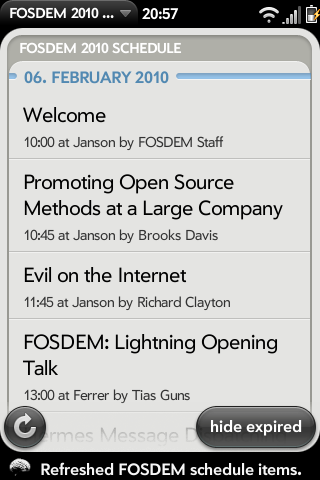 FOSDEM 2010 ... 20:57
FOSDEM 2010 SCHEDULE
06. FEBRUARY 2010
Welcome
10:00 at Janson by FOSDEM Staff
Promoting Open Source
Methods at a Large Company
10:45 at Janson by Brooks Davis
Evil on the Internet
11:45 at Janson by Richard Clayton
FOSDEM: Lightning Opening
Talk
13:00 at Ferrer by Tias Guns
Hermes Message
hide expired
Refreshed FOSDEM schedule items.